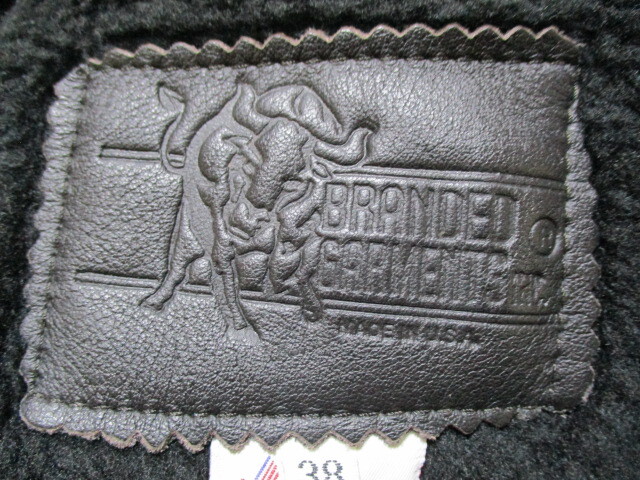 BRANDED
GARMENTS INC.
®
MADE IN U.S.A.
38